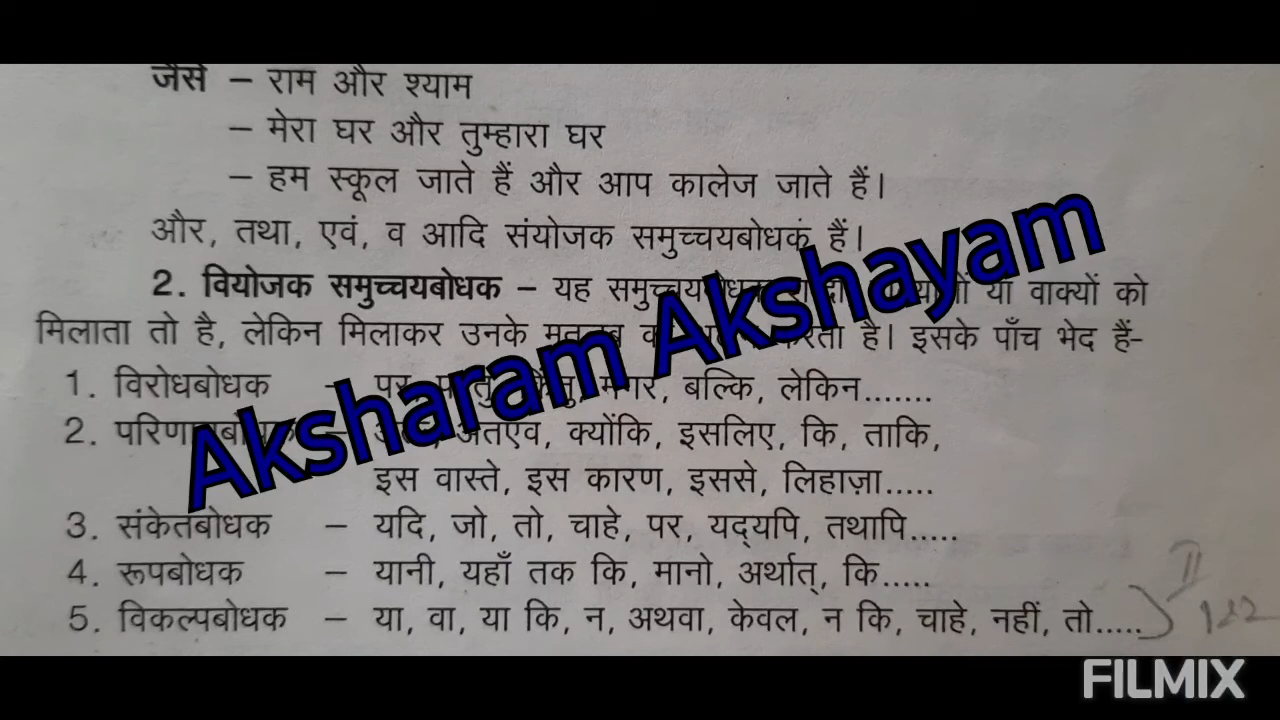 जैसे – राम और श्याम
– मेरा घर और तुम्हारा घर
– हम स्कूल जाते हैं और आप कालेज जाते हैं।
और, तथा, एवं, व आदि संयोजक समुच्चयबोधक हैं।
2. वियोजक समुच्चयबोधक – यह समुच्चयबोधक या वाक्यों को
मिलाता तो है, लेकिन मिलाकर उनके करता है। इसके पाँच भेद हैं–
1. विरोधबोधक – पर, मगर, बल्कि, लेकिन.......
2. – अतएव, क्योंकि, इसलिए, कि, ताकि,
इस वास्ते, इस कारण, इससे, लिहाज़ा.....
3. संकेतबोधक – यदि, जो, तो, चाहे, पर, यद्यपि, तथापि.....
4. रूपबोधक – यानी, यहाँ तक कि, मानो, अर्थात्, कि.....
5. विकल्पबोधक – या, वा, या कि, न, अथवा, केवल, न कि, चाहे, नहीं, तो.....
Aksharam Akshayam
FILMIX